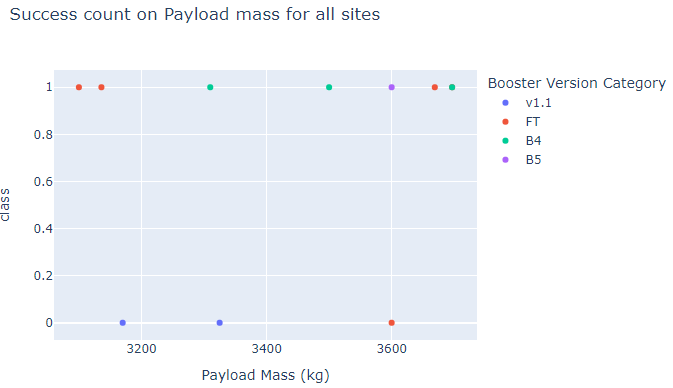 Success count on Payload mass for all sites
Booster Version Category
v1.1
FT
B4
B5
class
1
0.8
0.6
0.4
0.2
0
3200
3400
3600
Payload Mass (kg)